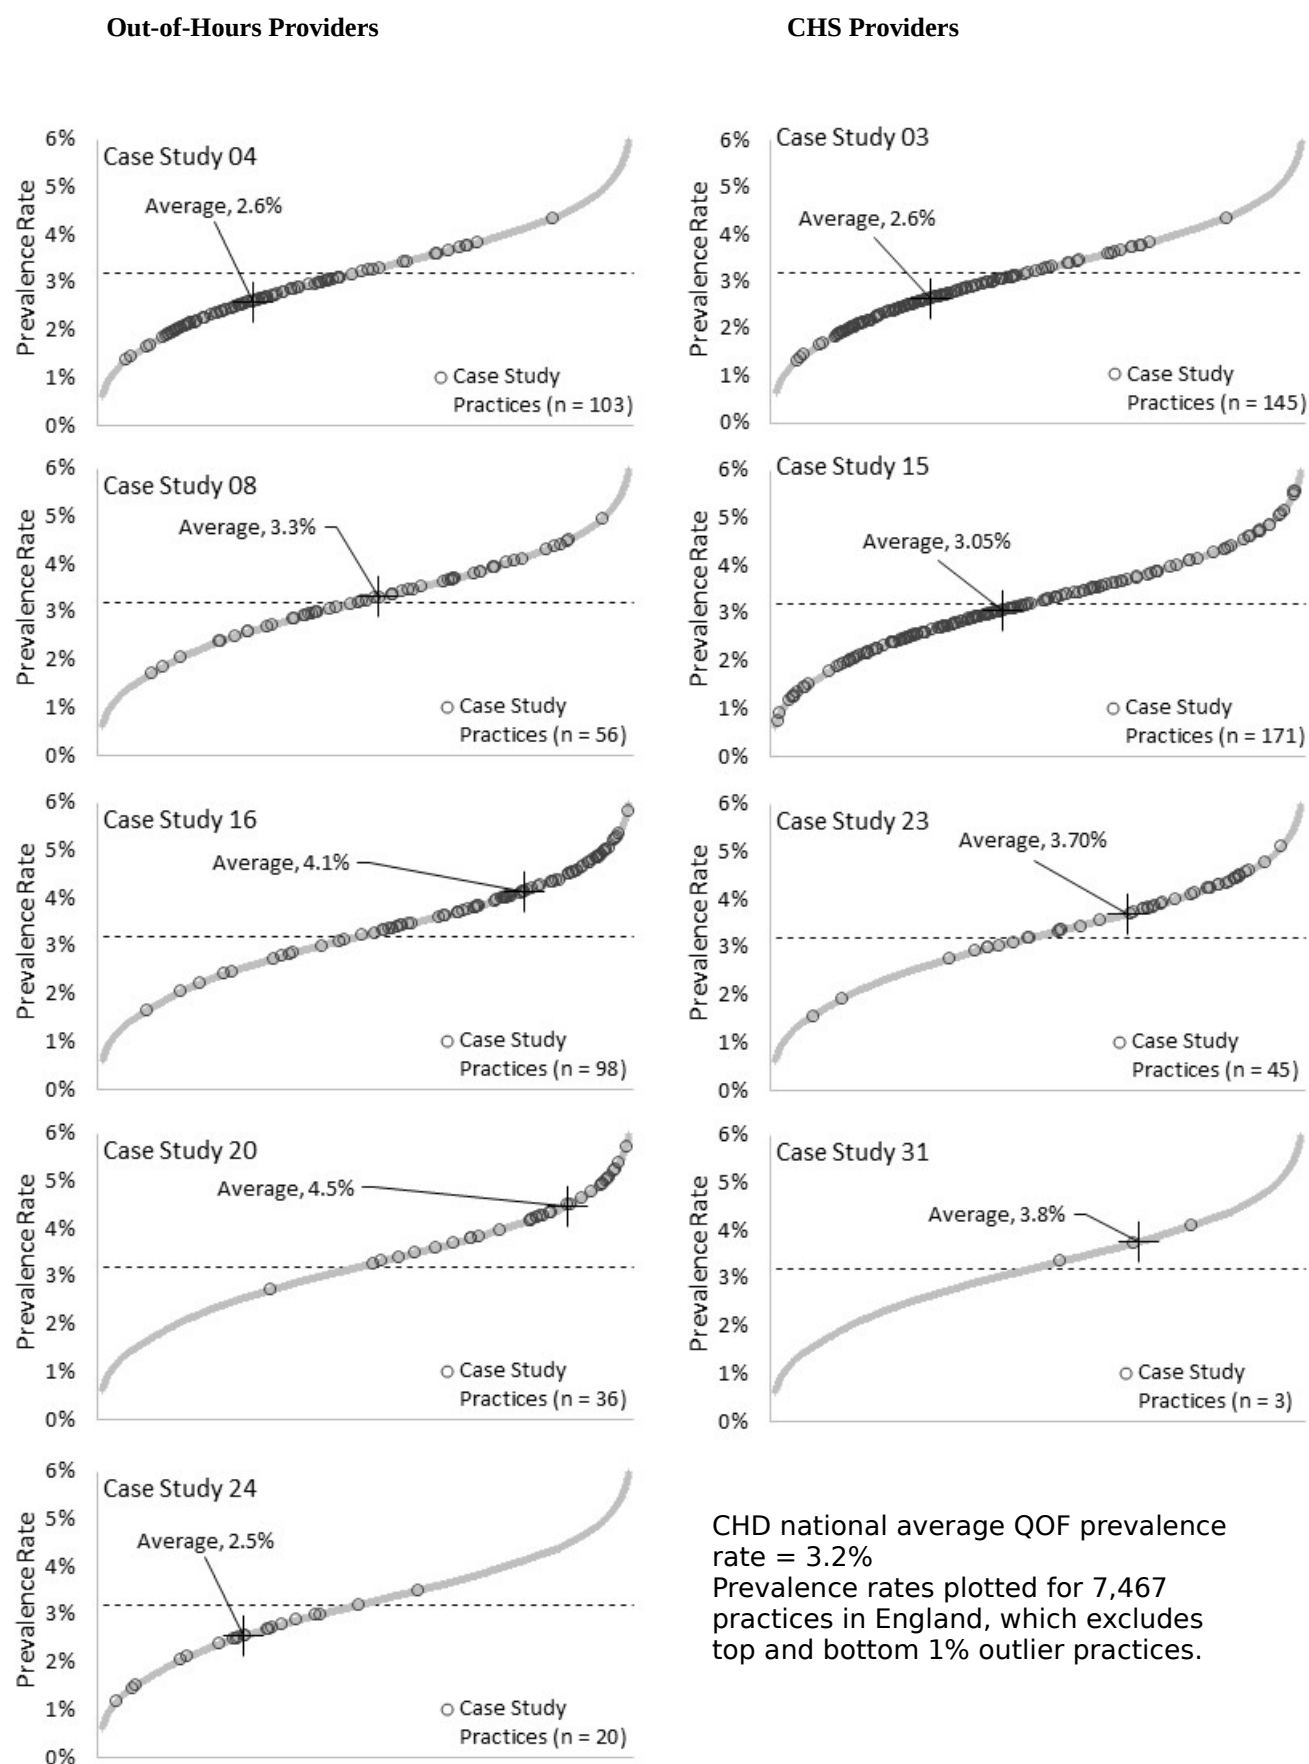 Out-of-Hours Providers
CHS Providers
6%
5%
4%
3%
2%
1%
0%
Prevalence Rate
Case Study 04
Average, 2.6%
Case Study
Practices (n = 103)
6%
5%
4%
3%
2%
1%
0%
Prevalence Rate
Case Study 03
Average, 2.6%
Case Study
Practices (n = 145)
6%
5%
4%
3%
2%
1%
0%
Prevalence Rate
Case Study 08
Average, 3.3%
Case Study
Practices (n = 56)
6%
5%
4%
3%
2%
1%
0%
Prevalence Rate
Case Study 15
Average, 3.05%
Case Study
Practices (n = 171)
6%
5%
4%
3%
2%
1%
0%
Prevalence Rate
Case Study 16
Average, 4.1%
Case Study
Practices (n = 98)
6%
5%
4%
3%
2%
1%
0%
Prevalence Rate
Case Study 23
Average, 3.70%
Case Study
Practices (n = 45)
6%
5%
4%
3%
2%
1%
0%
Prevalence Rate
Case Study 20
Average, 4.5%
Case Study
Practices (n = 36)
6%
5%
4%
3%
2%
1%
0%
Prevalence Rate
Case Study 31
Average, 3.8%
Case Study
Practices (n = 3)
6%
5%
4%
3%
2%
1%
0%
Prevalence Rate
Case Study 24
Average, 2.5%
Case Study
Practices (n = 20)
CHD national average QOF prevalence
rate = 3.2%
Prevalence rates plotted for 7,467
practices in England, which excludes
top and bottom 1% outlier practices.